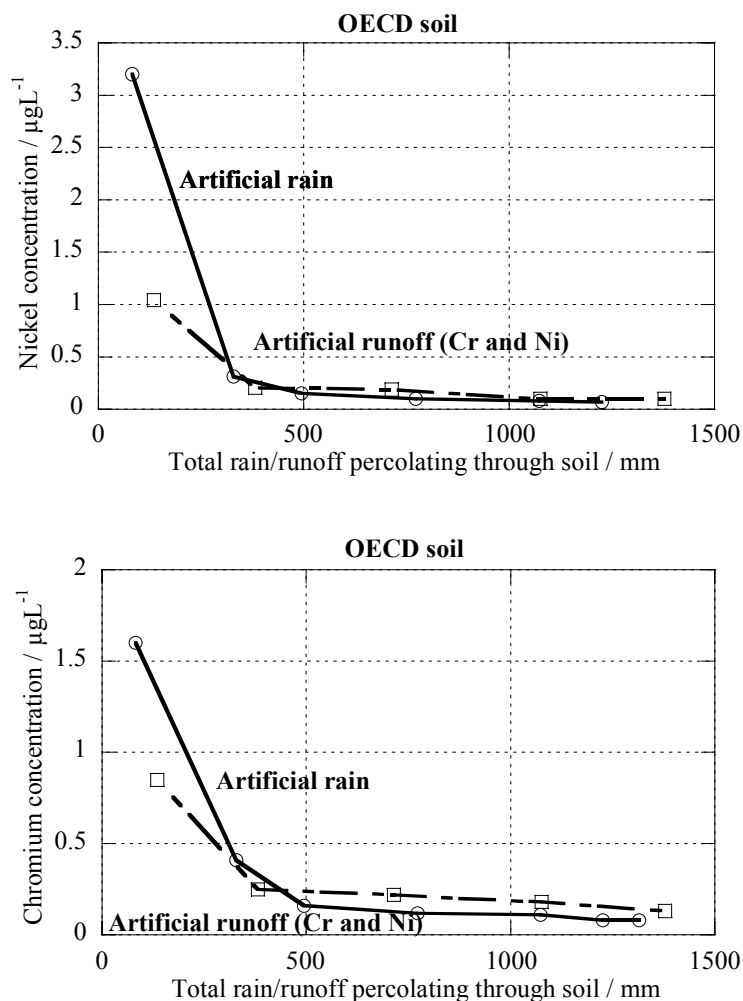 OECD soil
3.5
3
2.5
2
1.5
1
0.5
0
Nickel concentration / µgL⁻¹
Artificial rain
Artificial runoff (Cr and Ni)
0 500 1000 1500
Total rain/runoff percolating through soil / mm
OECD soil
2
1.5
1
0.5
0
Chromium concentration / µgL⁻¹
Artificial rain
Artificial runoff (Cr and Ni)
0 500 1000 1500
Total rain/runoff percolating through soil / mm